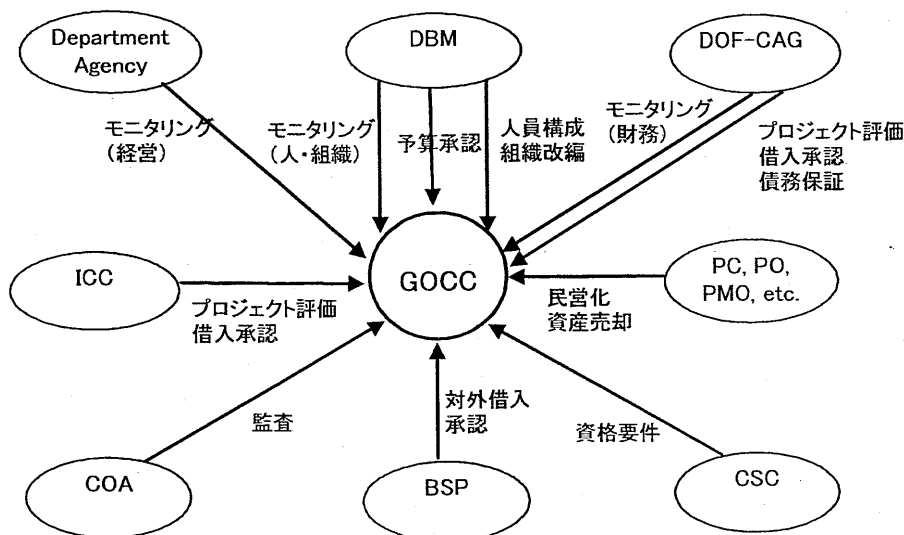 Department
Agency
DBM
DOF-CAG
モニタリング
(経営)
モニタリング
(人・組織)
予算承認
人員構成
組織改編
モニタリング
(財務)
プロジェクト評価
借入承認
債務保証
ICC
GOCC
PC, PO,
PMO, etc.
プロジェクト評価
借入承認
民営化
資産売却
監査
対外借入
承認
資格要件
COA
BSP
CSC